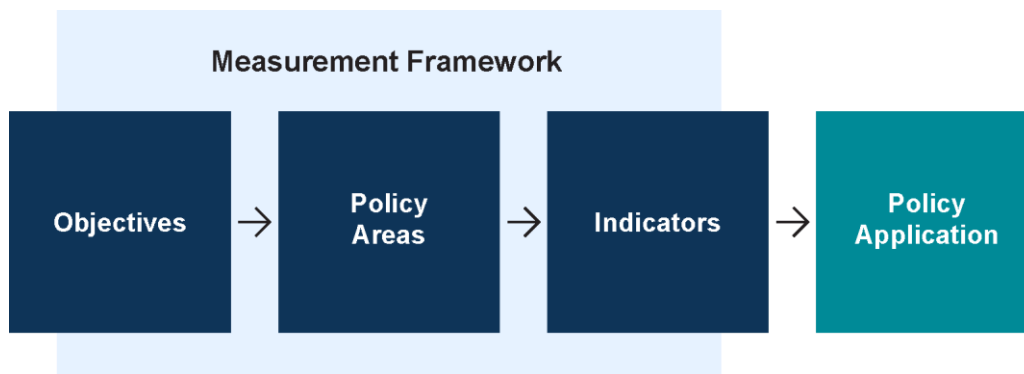 Measurement Framework
Objectives
Policy
Areas
Indicators
Policy
Application